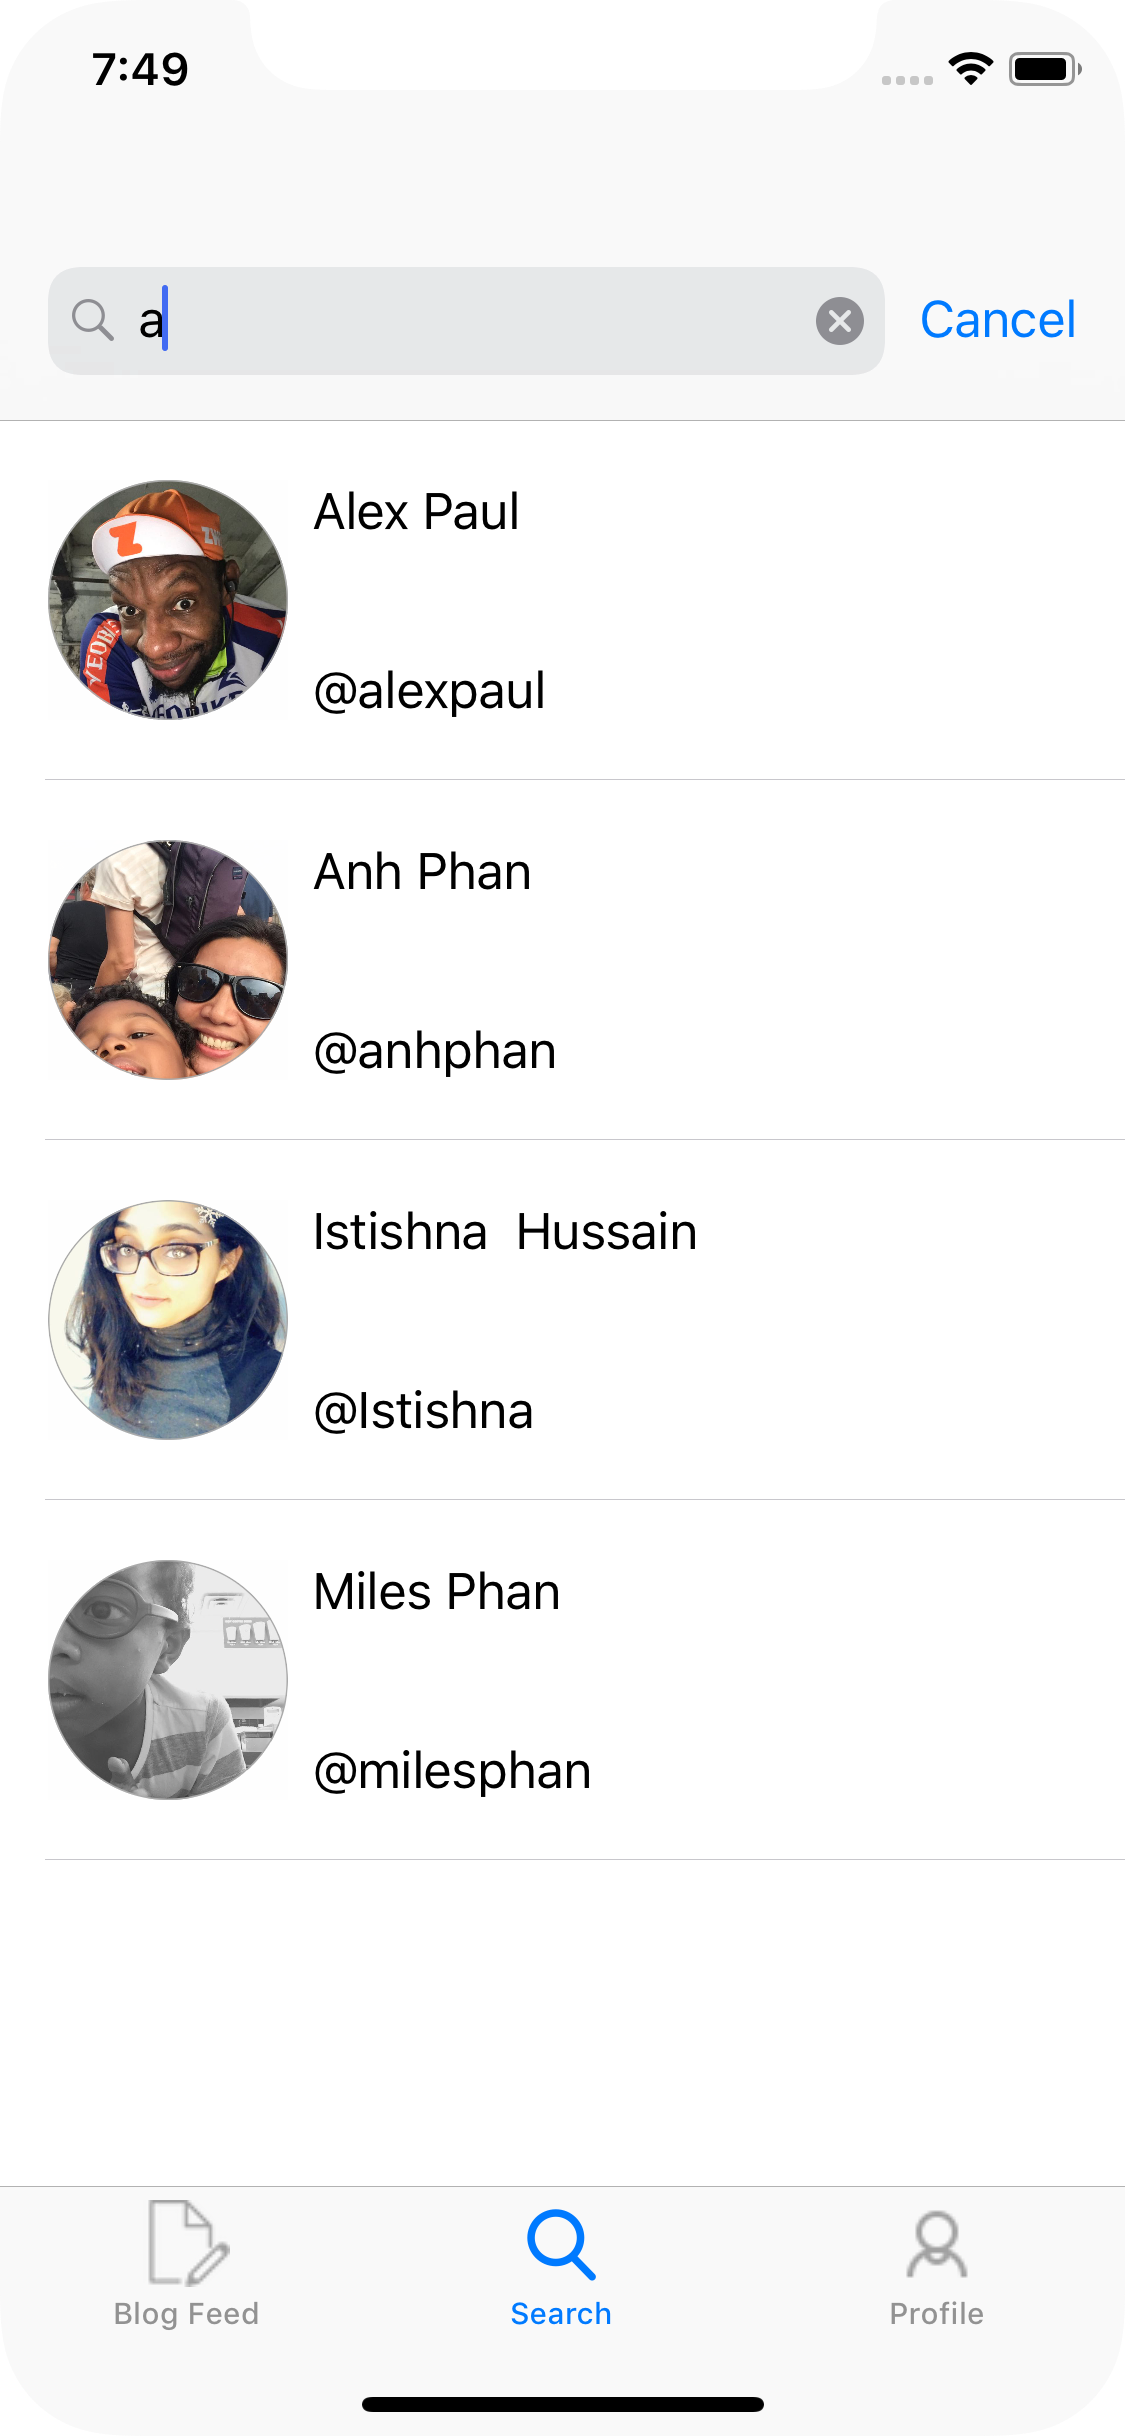 7:49
a
Cancel
Alex Paul
@alexpaul
Anh Phan
@anhphan
Istishna  Hussain
@Istishna
Miles Phan
@milesphan
Blog Feed
Search
Profile